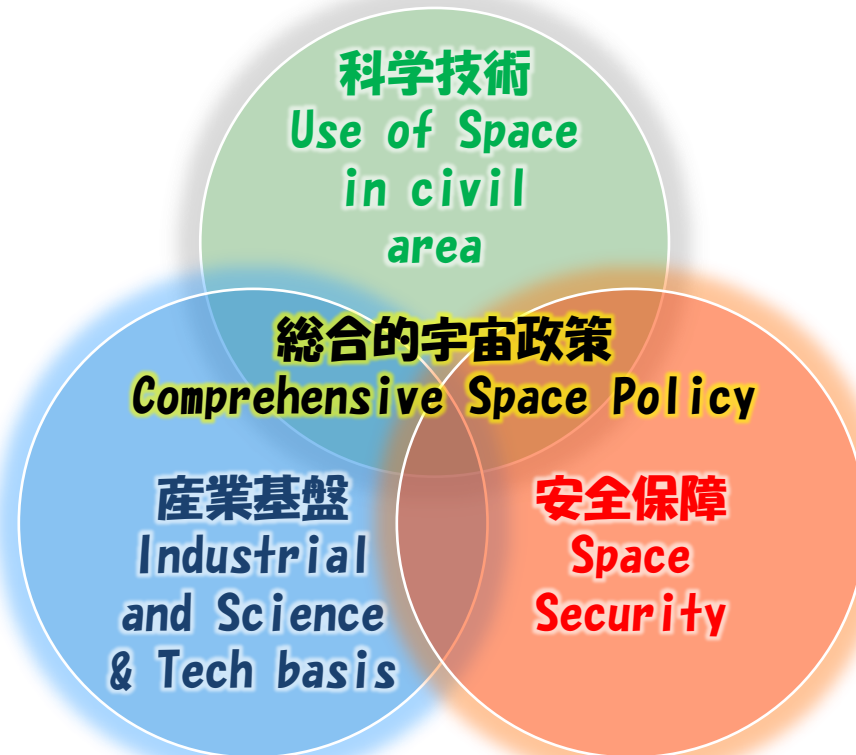 科学技術
Use of Space
in civil
area
総合的宇宙政策
Comprehensive Space Policy
産業基盤
Industrial
and Science
& Tech basis
安全保障
Space
Security